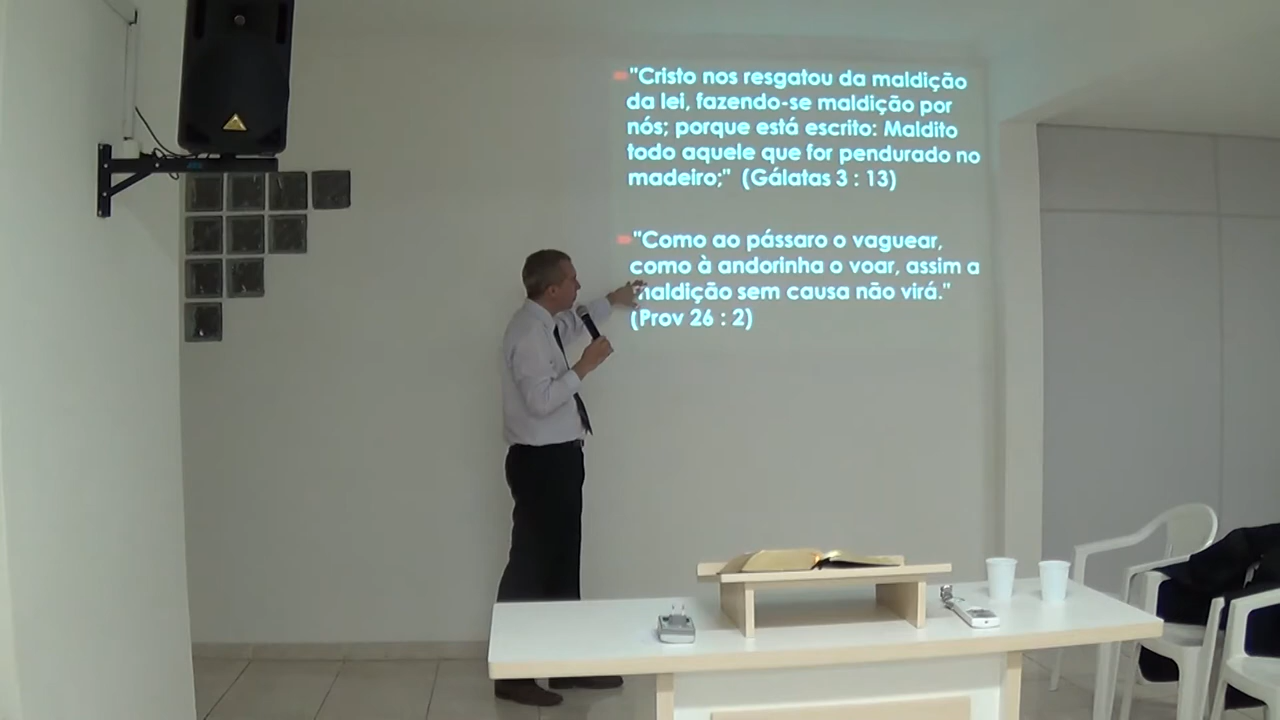 "Cristo nos resgatou da maldição
da lei, fazendo-se maldição por
nós; porque está escrito: Maldito
todo aquele que for pendurado no
madeiro;" (Gálatas 3 : 13)
"Como ao pássaro o vaguear,
como à andorinha o voar, assim a
maldição sem causa não virá."
(Prov 26 : 2)